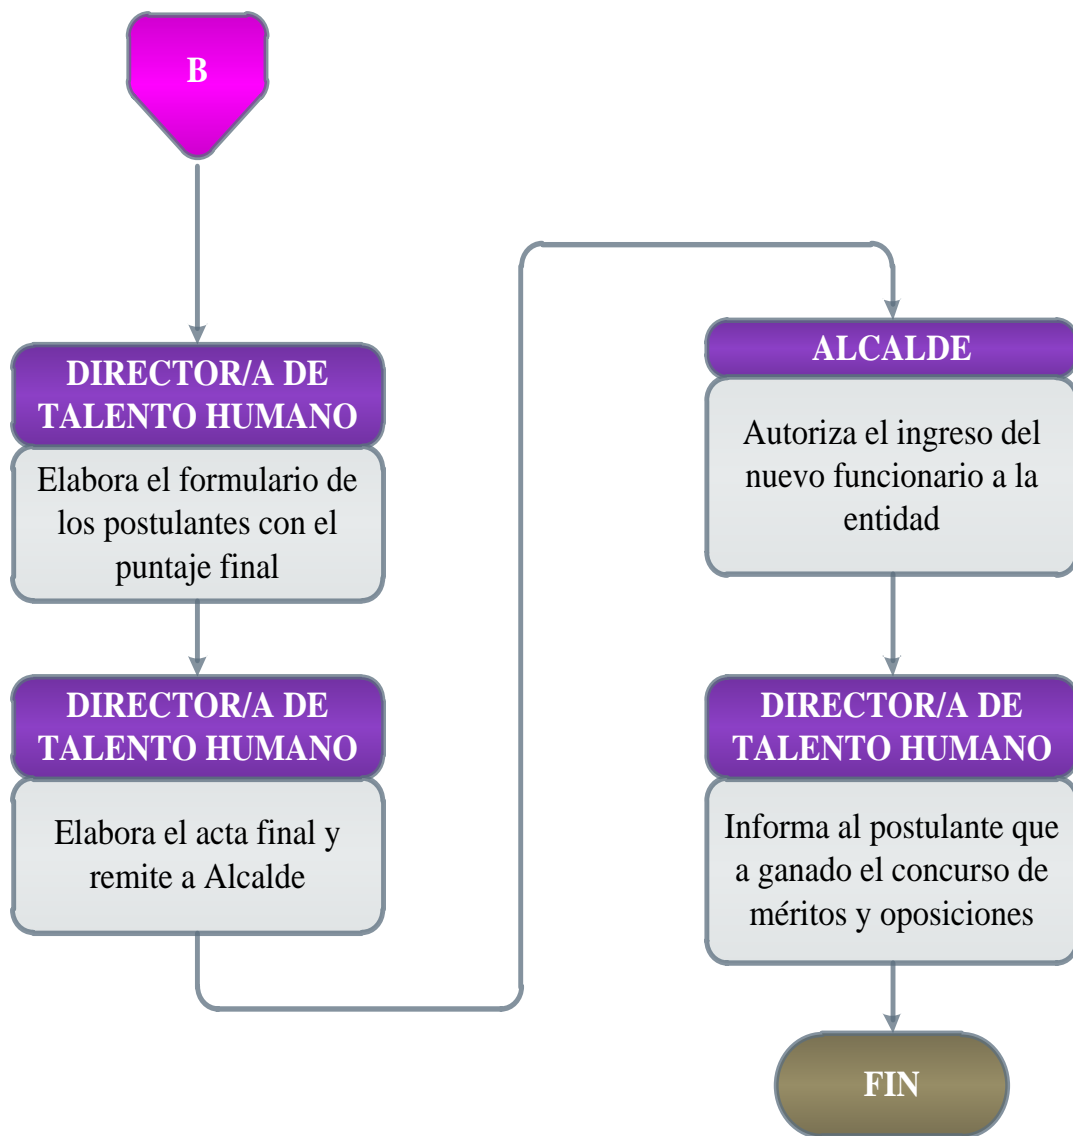 B
DIRECTOR/A DE
TALENTO HUMANO
Elabora el formulario de
los postulantes con el
puntaje final
DIRECTOR/A DE
TALENTO HUMANO
Elabora el acta final y
remite a Alcalde
ALCALDE
Autoriza el ingreso del
nuevo funcionario a la
entidad
DIRECTOR/A DE
TALENTO HUMANO
Informa al postulante que
a ganado el concurso de
méritos y oposiciones
FIN